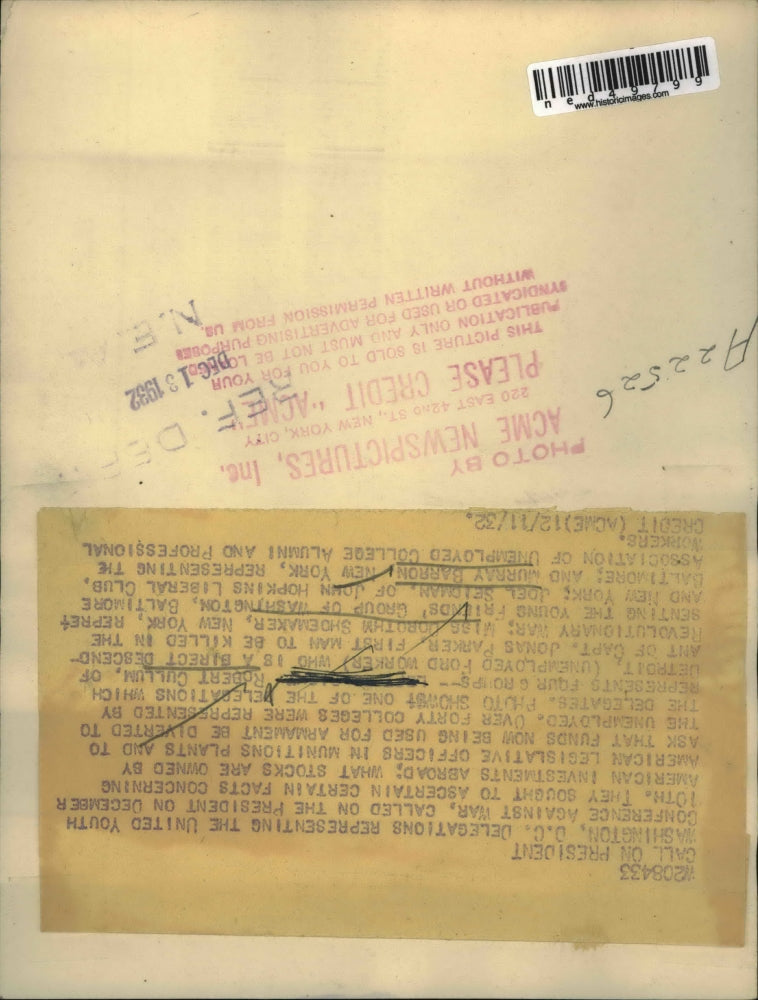 W208433
CALL ON PRESIDENT
WASHINGTON, D.C. DELEGATIONS REPRESENTING THE UNITED YOUTH
CONFERENCE AGAINST WAR, CALLED ON THE PRESIDENT ON DECEMBER
10TH. THEY SOUGHT TO ASCERTAIN CERTAIN FACTS CONCERNING
AMERICAN INVESTMENTS ABROAD; WHAT STOCKS ARE OWNED BY
AMERICAN LEGISLATIVE OFFICERS IN MUNITIONS PLANTS AND TO
ASK THAT FUNDS NOW BEING USED FOR ARMAMENT BE DIVERTED TO
THE UNEMPLOYED. OVER FORTY COLLEGES WERE REPRESENTED BY
THE DELEGATES. PHOTO SHOWS ONE OF THE DELEGATIONS WHICH
REPRESENTS FOUR GROUPS-- ROBERT CULLUM, OF
DETROIT, (UNEMPLOYED FORD WORKER) WHO IS A DIRECT DESCEND-
ANT OF CAPT. JONAS PARKER, FIRST MAN TO BE KILLED IN THE
REVOLUTIONARY WAR; MISS DOROTHY SHOEMAKER, NEW YORK, REPRE-
SENTING THE YOUNG FRIENDS' GROUP OF WASHINGTON, BALTIMORE
AND NEW YORK; JOEL SEIDMAN, OF JOHN HOPKINS LIBERAL CLUB,
BALTIMORE; AND MURRAY BARRON, NEW YORK, REPRESENTING THE
ASSOCIATION OF UNEMPLOYED COLLEGE ALUMNI AND PROFESSIONAL
WORKERS.
CREDIT (ACME) 12/11/32.
PHOTO BY
ACME NEWSPICTURES, Inc.
220 EAST 42ND ST., NEW YORK, CITY
PLEASE CREDIT "ACME"
THIS PICTURE IS SOLD TO YOU FOR YOUR
PUBLICATION ONLY AND MUST NOT BE LOANED
SYNDICATED OR USED FOR ADVERTISING PURPOSES
WITHOUT WRITTEN PERMISSION FROM US.
REF. DEPT.
DEC 13 1932
N.E.A.
A22526
ned49799
www.historicimages.com